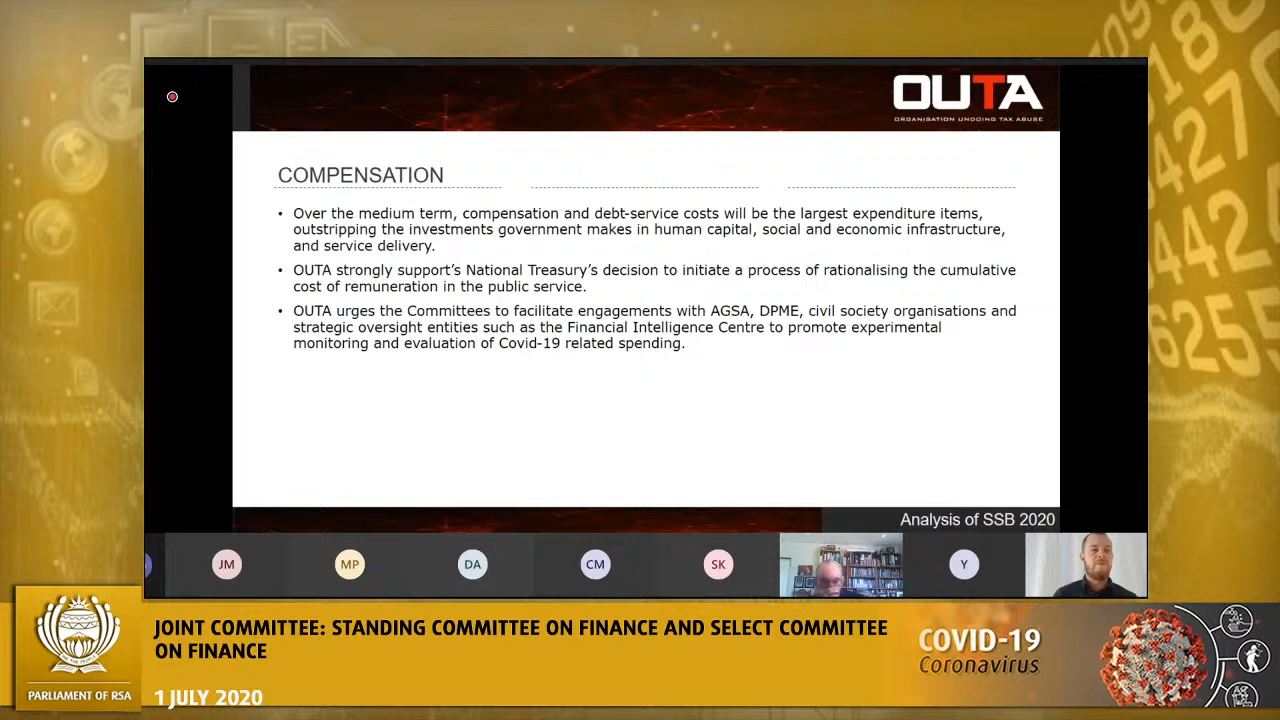 OUTA
ORGANISATION UNDOING TAX ABUSE
COMPENSATION
• Over the medium term, compensation and debt-service costs will be the largest expenditure items,
outstripping the investments government makes in human capital, social and economic infrastructure,
and service delivery.
• OUTA strongly support's National Treasury's decision to initiate a process of rationalising the cumulative
cost of remuneration in the public service.
• OUTA urges the Committees to facilitate engagements with AGSA, DPME, civil society organisations and
strategic oversight entities such as the Financial Intelligence Centre to promote experimental
monitoring and evaluation of Covid-19 related spending.
Analysis of SSB 2020
JM
MP
DA
CM
SK
Y
JOINT COMMITTEE: STANDING COMMITTEE ON FINANCE AND SELECT COMMITTEE
ON FINANCE
COVID-19
Coronavirus
PARLIAMENT OF RSA
1 JULY 2020